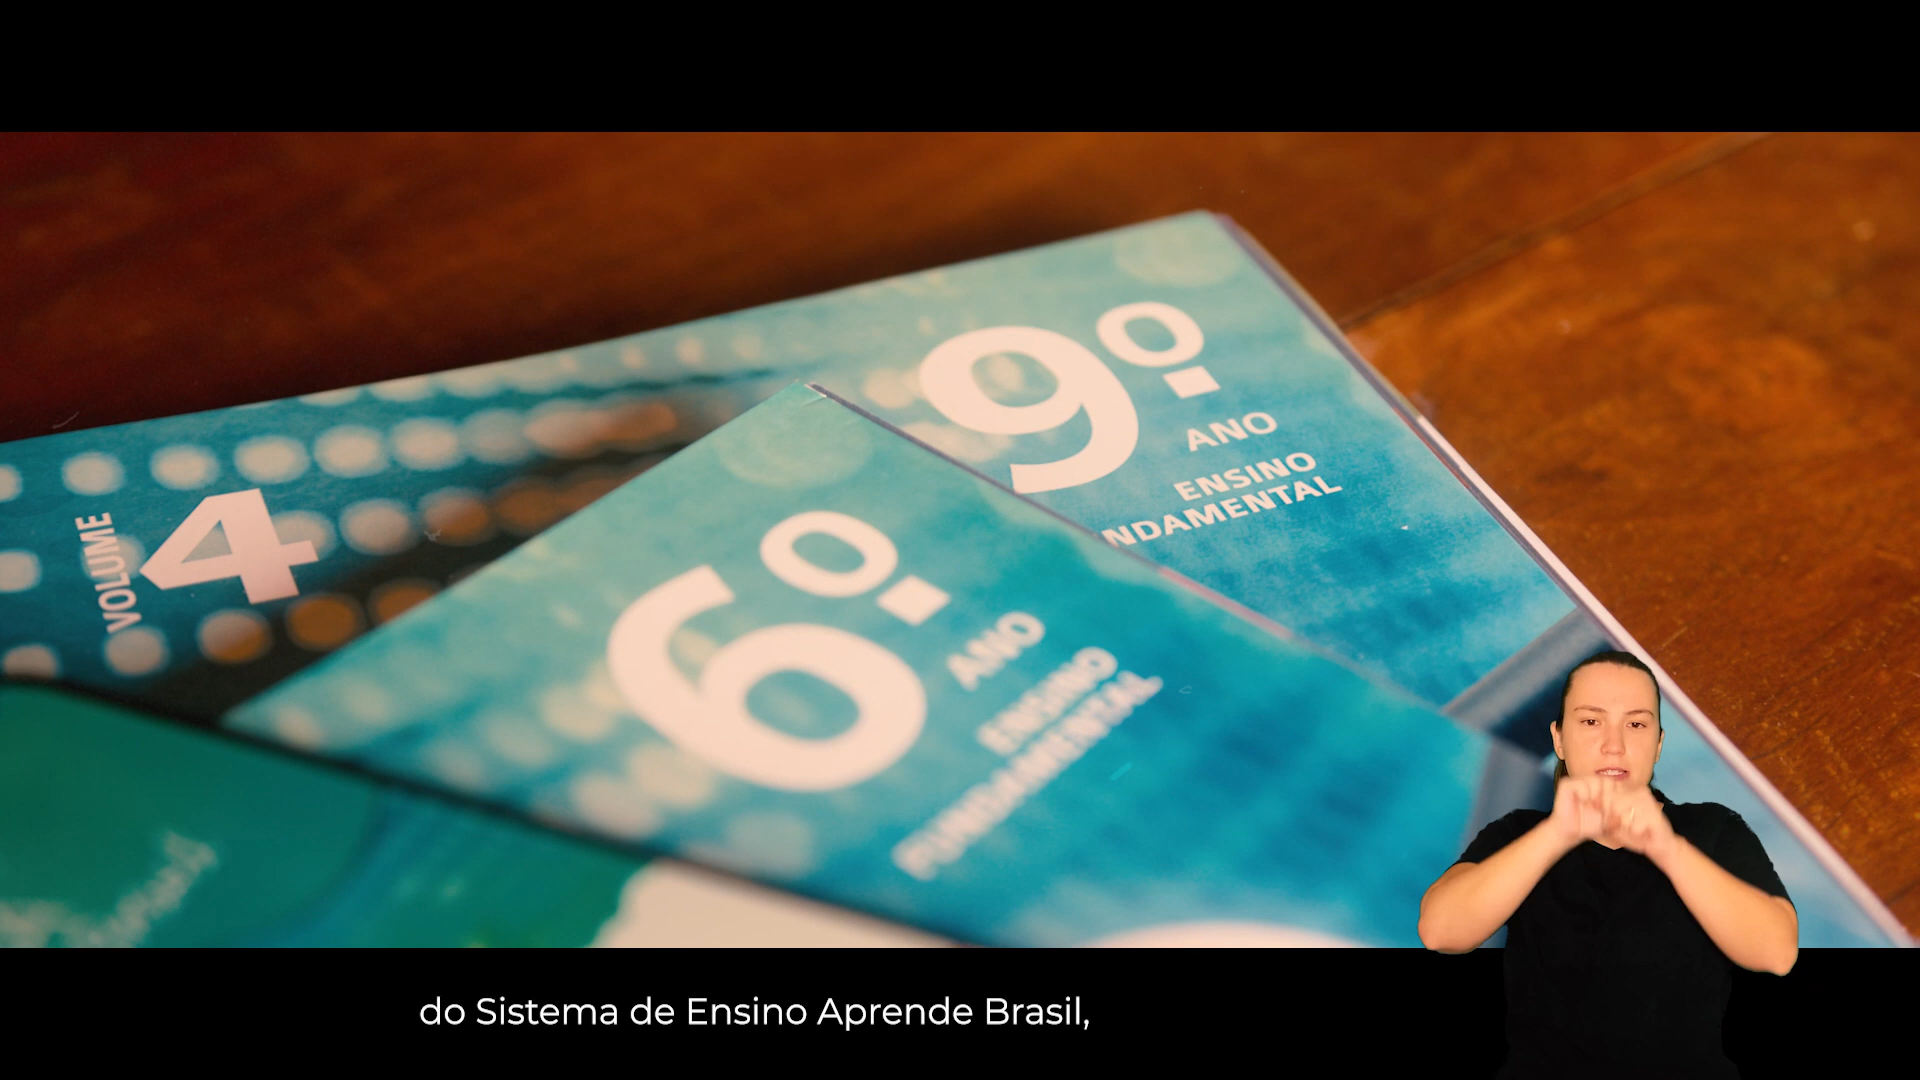 9º
ANO
ENSINO
NDAMENTAL
VOLUME
4
6º
ANO
ENSINO
FUNDAMENTAL
do Sistema de Ensino Aprende Brasil,